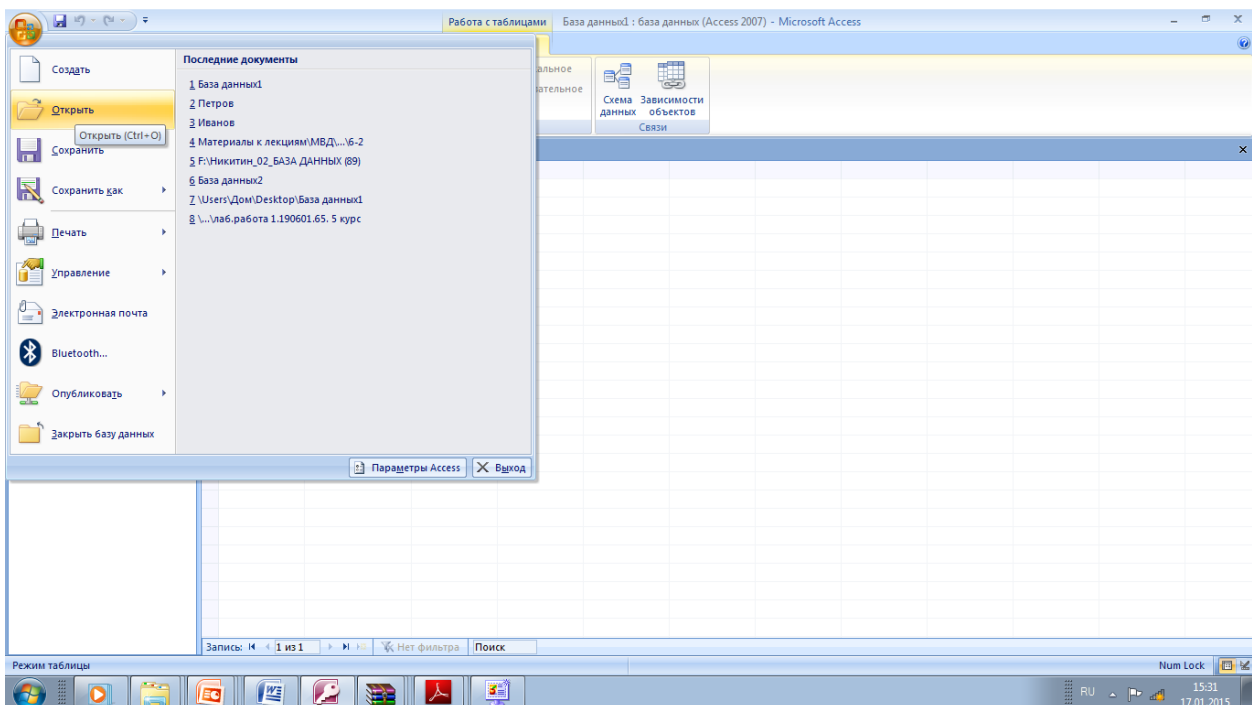 Работа с таблицами База данных1 : база данных (Access 2007) - Microsoft Access
Создать
Открыть
Открыть (Ctrl+O)
Сохранить
Сохранить как
Печать
Управление
Электронная почта
Bluetooth...
Опубликовать
Закрыть базу данных
Последние документы
1 База данных1
2 Петров
3 Иванов
4 Материалы к лекциям\МВД\...\6-2
5 F:\Никитин_02_БАЗА ДАННЫХ (89)
6 База данных2
7 \Users\Дом\Desktop\База данных1
8 \...\лаб.работа 1.190601.65. 5 курс
Параметры Access Выход
альное
ательное
Схема Зависимости
данных объектов
Связи
Запись: 1 из 1 Нет фильтра Поиск
Режим таблицы Num Lock
RU 15:31
17.01.2015